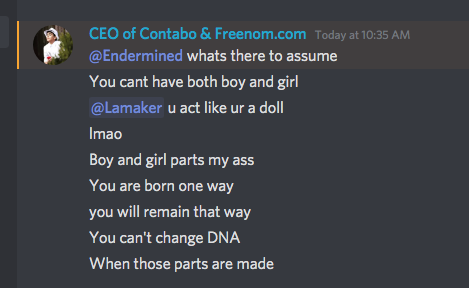 CEO of Contabo & Freenom.com Today at 10:35 AM
@Endermined whats there to assume
You cant have both boy and girl
@Lamaker u act like ur a doll
lmao
Boy and girl parts my ass
You are born one way
you will remain that way
You can't change DNA
When those parts are made